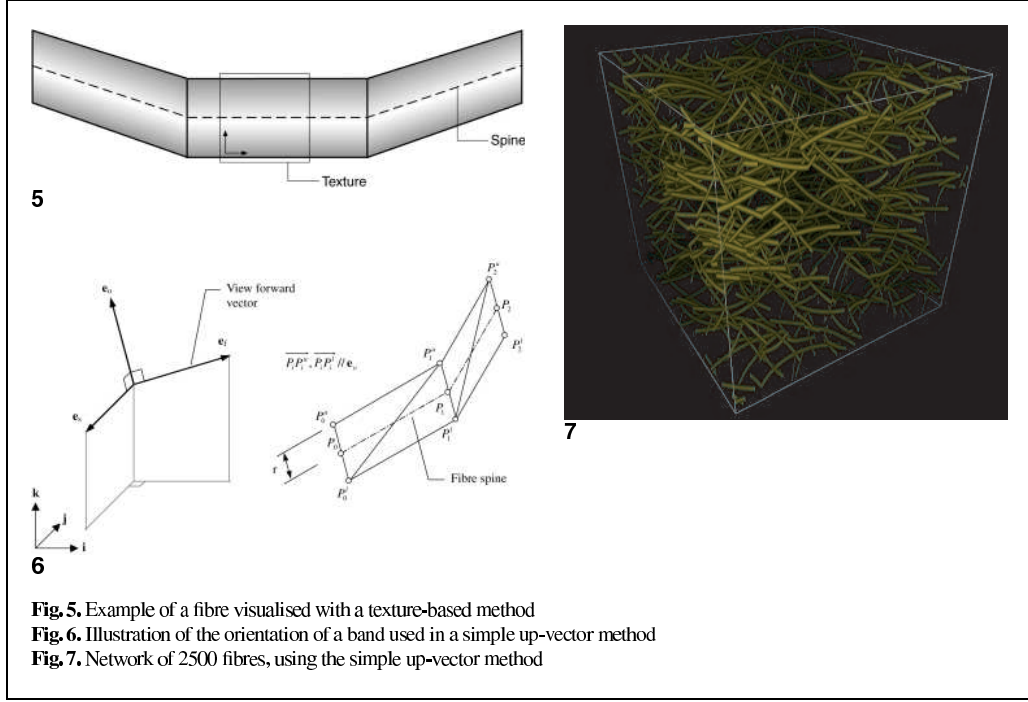 Spine
Texture
5
7
e_u
View forward
vector
e_f
e_s
k
j
i
6
P_2^u
P_2
P_2^l
P_1^u
P_1
P_1^l
P_0^u
P_0
P_0^l
r
Fibre spine
Fig. 5. Example of a fibre visualised with a texture-based method
Fig. 6. Illustration of the orientation of a band used in a simple up-vector method
Fig. 7. Network of 2500 fibres, using the simple up-vector method